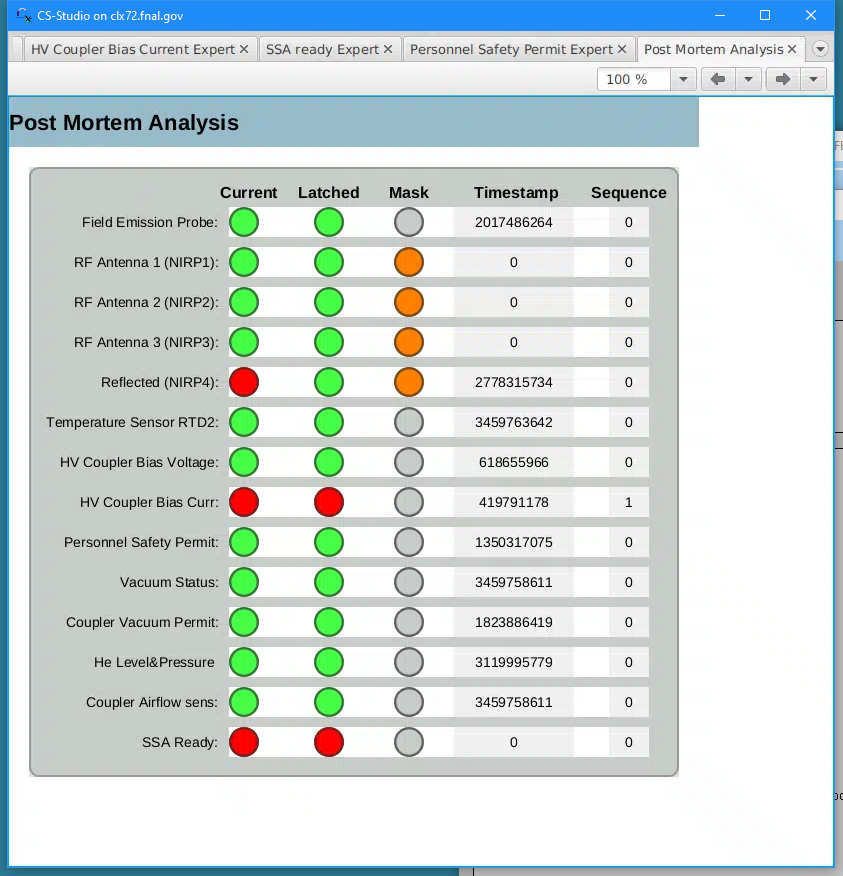 CS-Studio on clx72.fnal.gov
HV Coupler Bias Current Expert SSA ready Expert Personnel Safety Permit Expert Post Mortem Analysis
100 %
Post Mortem Analysis
Current Latched Mask Timestamp Sequence
Field Emission Probe: 2017486264 0
RF Antenna 1 (NIRP1): 0 0
RF Antenna 2 (NIRP2): 0 0
RF Antenna 3 (NIRP3): 0 0
Reflected (NIRP4): 2778315734 0
Temperature Sensor RTD2: 3459763642 0
HV Coupler Bias Voltage: 618655966 0
HV Coupler Bias Curr: 419791178 1
Personnel Safety Permit: 1350317075 0
Vacuum Status: 3459758611 0
Coupler Vacuum Permit: 1823886419 0
He Level&Pressure 3119995779 0
Coupler Airflow sens: 3459758611 0
SSA Ready: 0 0